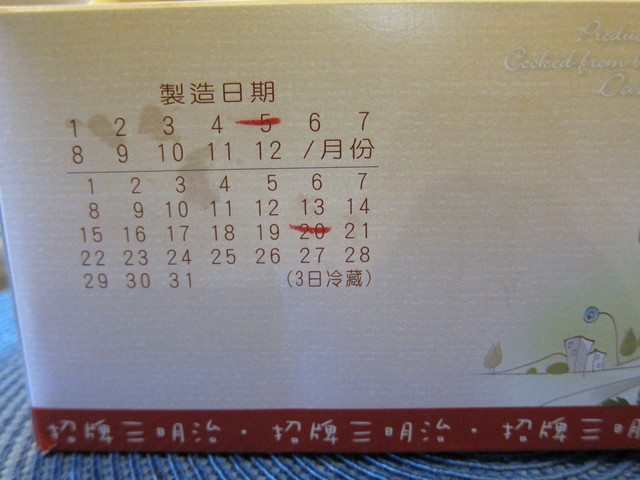 製造日期
1 2 3 4 5 6 7
8 9 10 11 12 /月份
1 2 3 4 5 6 7
8 9 10 11 12 13 14
15 16 17 18 19 20 21
22 23 24 25 26 27 28
29 30 31 (3日冷藏)
Cooked from
招牌三明治・招牌三明治・招牌三明